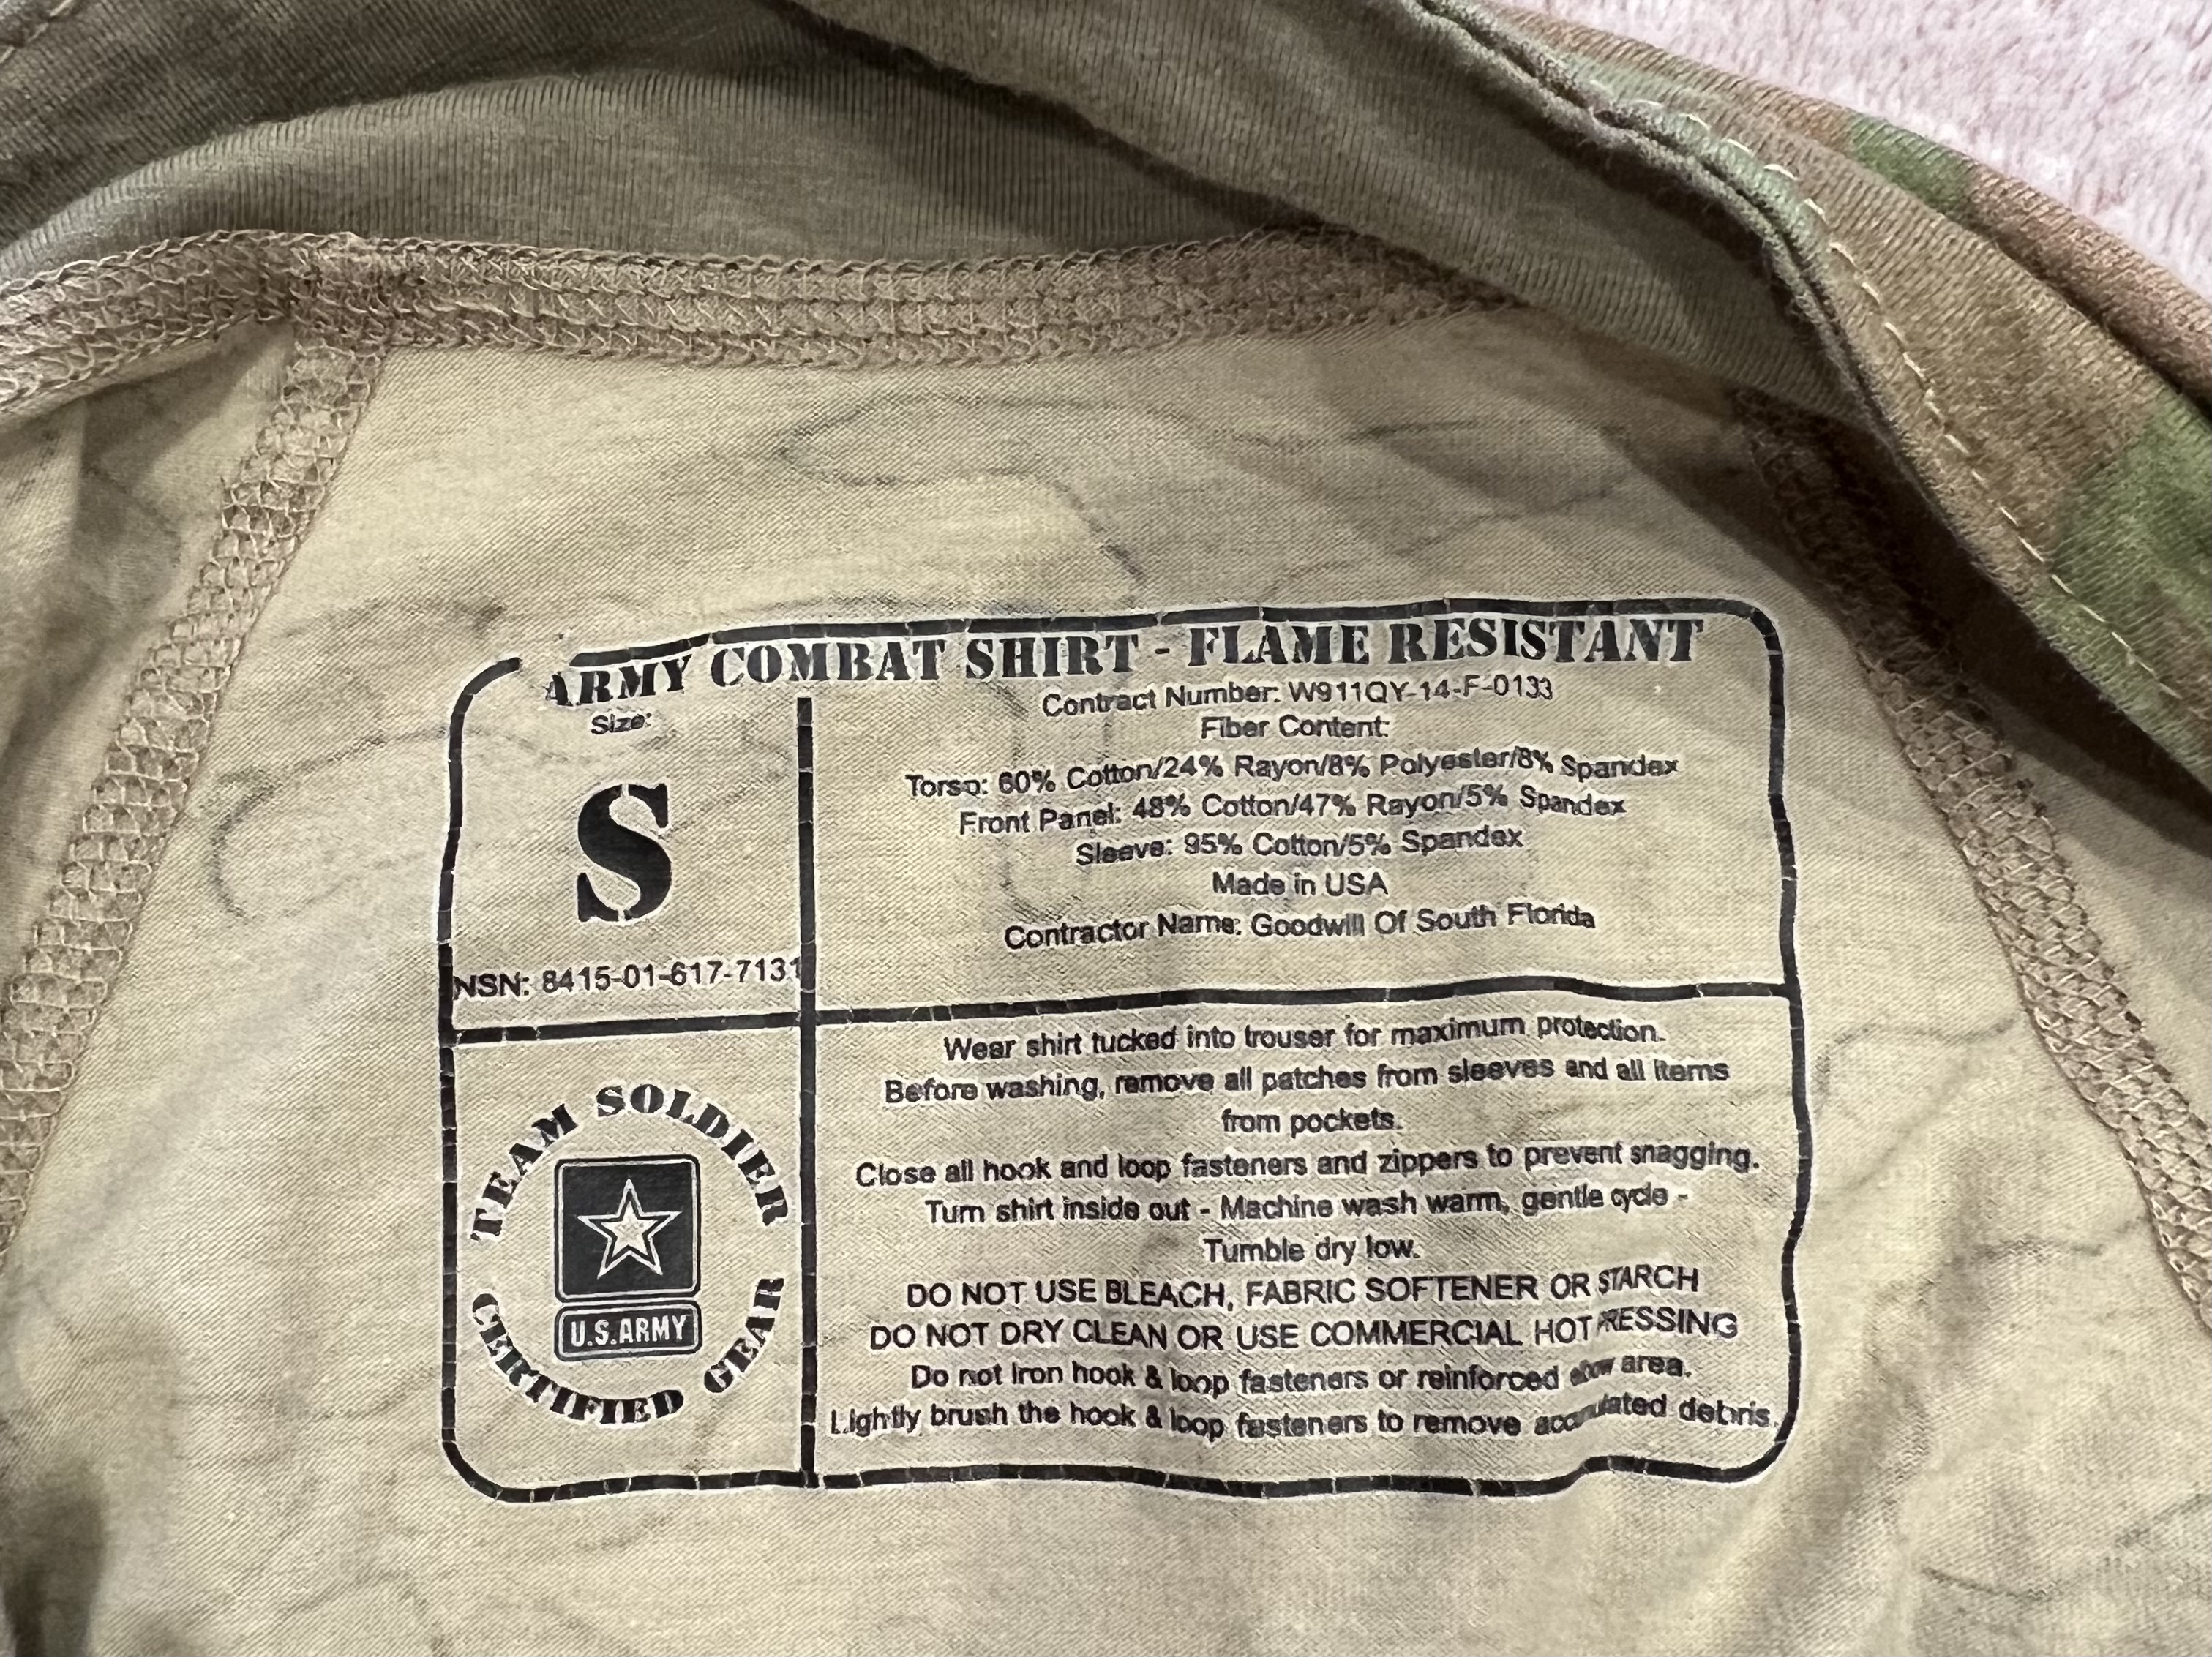 ARMY COMBAT SHIRT - FLAME RESISTANT
Size:
S
NSN: 8415-01-617-7131
Contract Number: W911QY-14-F-0133
Fiber Content:
Torso: 60% Cotton/24% Rayon/8% Polyester/8% Spandex
Front Panel: 48% Cotton/47% Rayon/5% Spandex
Sleeve: 95% Cotton/5% Spandex
Made in USA
Contractor Name: Goodwill Of South Florida
TEAM SOLDIER
U.S.ARMY
CERTIFIED GEAR
Wear shirt tucked into trouser for maximum protection.
Before washing, remove all patches from sleeves and all items
from pockets.
Close all hook and loop fasteners and zippers to prevent snagging.
Turn shirt inside out - Machine wash warm, gentle cycle -
Tumble dry low.
DO NOT USE BLEACH, FABRIC SOFTENER OR STARCH
DO NOT DRY CLEAN OR USE COMMERCIAL HOT PRESSING
Do not iron hook & loop fasteners or reinforced elbow area.
Lightly brush the hook & loop fasteners to remove accumulated debris.